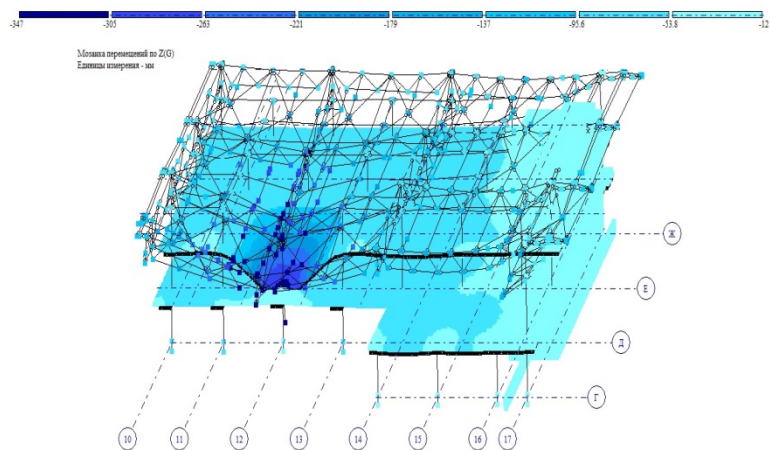 -347 -305 -263 -221 -179 -137 -95.6 -53.8 -12
Мозаика перемещений по Z(G)
Единицы измерения - мм
Ж
Е
Д
Г
10 11 12 13 14 15 16 17